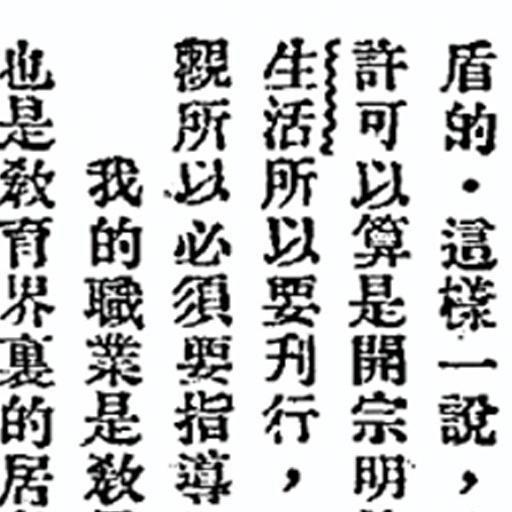 盾的・這樣一說，
許可以算是開宗明
生活所以要刋行，
觀所以必須要指導
我的職業是敎
也是敎育界裏的居